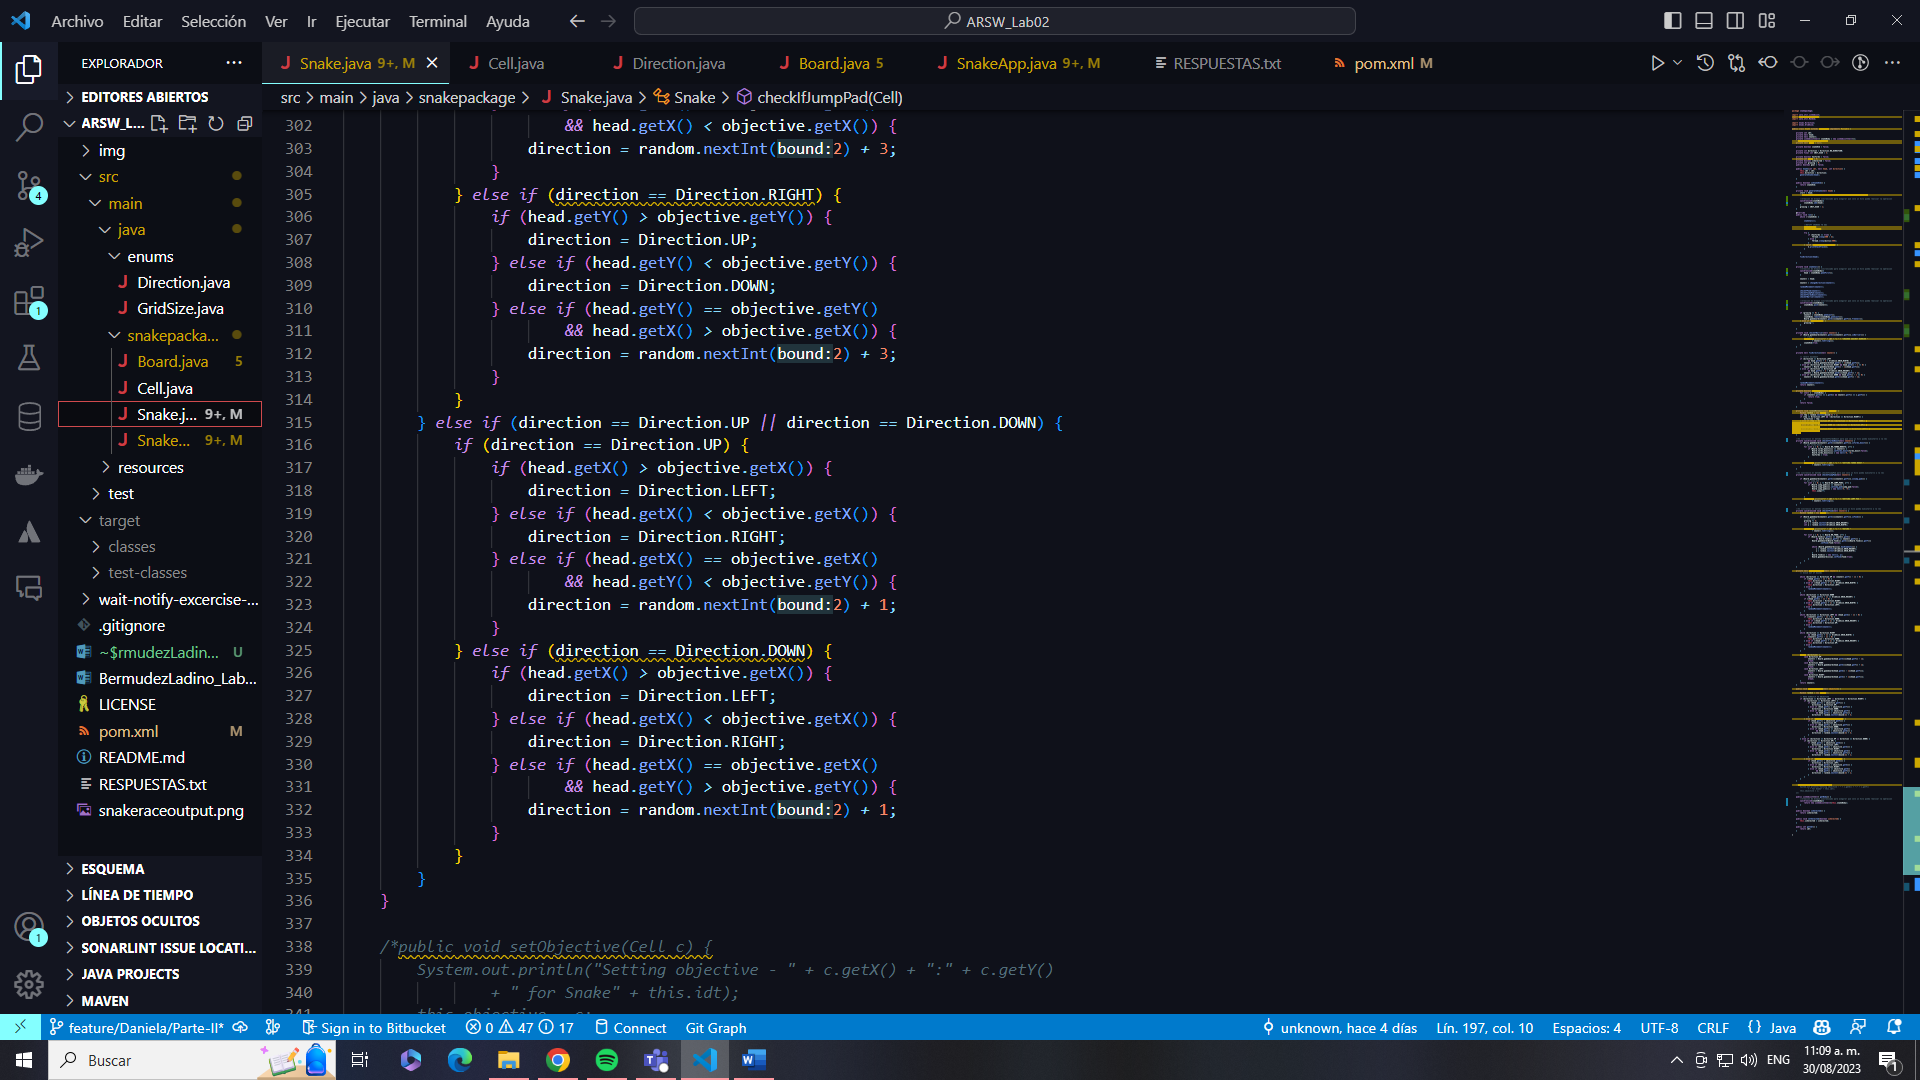 Archivo Editar Selección Ver Ir Ejecutar Terminal Ayuda
ARSW_Lab02
EXPLORADOR
EDITORES ABIERTOS
ARSW_L...
img
src
main
java
enums
Direction.java
GridSize.java
snakepacka...
Board.java 5
Cell.java
Snake.j... 9+, M
Snake... 9+, M
resources
test
target
classes
test-classes
wait-notify-excercise-...
.gitignore
~$rmudezLadin... U
BermudezLadino_Lab...
LICENSE
pom.xml M
README.md
RESPUESTAS.txt
snakeraceoutput.png
ESQUEMA
LÍNEA DE TIEMPO
OBJETOS OCULTOS
SONARLINT ISSUE LOCATI...
JAVA PROJECTS
MAVEN
4
1
1
Snake.java 9+, M
Cell.java
Direction.java
Board.java 5
SnakeApp.java 9+, M
RESPUESTAS.txt
pom.xml M
src > main > java > snakepackage > Snake.java > Snake > checkIfJumpPad(Cell)
302 && head.getX() < objective.getX()) {
303 direction = random.nextInt(bound:2) + 3;
304 }
305 } else if (direction == Direction.RIGHT) {
306 if (head.getY() > objective.getY()) {
307 direction = Direction.UP;
308 } else if (head.getY() < objective.getY()) {
309 direction = Direction.DOWN;
310 } else if (head.getY() == objective.getY()
311 && head.getX() > objective.getX()) {
312 direction = random.nextInt(bound:2) + 3;
313 }
314 }
315 } else if (direction == Direction.UP || direction == Direction.DOWN) {
316 if (direction == Direction.UP) {
317 if (head.getX() > objective.getX()) {
318 direction = Direction.LEFT;
319 } else if (head.getX() < objective.getX()) {
320 direction = Direction.RIGHT;
321 } else if (head.getX() == objective.getX()
322 && head.getY() < objective.getY()) {
323 direction = random.nextInt(bound:2) + 1;
324 }
325 } else if (direction == Direction.DOWN) {
326 if (head.getX() > objective.getX()) {
327 direction = Direction.LEFT;
328 } else if (head.getX() < objective.getX()) {
329 direction = Direction.RIGHT;
330 } else if (head.getX() == objective.getX()
331 && head.getY() > objective.getY()) {
332 direction = random.nextInt(bound:2) + 1;
333 }
334 }
335 }
336 }
337
338 /*public void setObjective(Cell c) {
339 System.out.println("Setting objective - " + c.getX() + ":" + c.getY()
340 + " for Snake" + this.idt);
feature/Daniela/Parte-II* Sign in to Bitbucket 0 47 17 Connect Git Graph
unknown, hace 4 días Lín. 197, col. 10 Espacios: 4 UTF-8 CRLF {} Java
Buscar
ENG
11:09 a. m.
30/08/2023
1